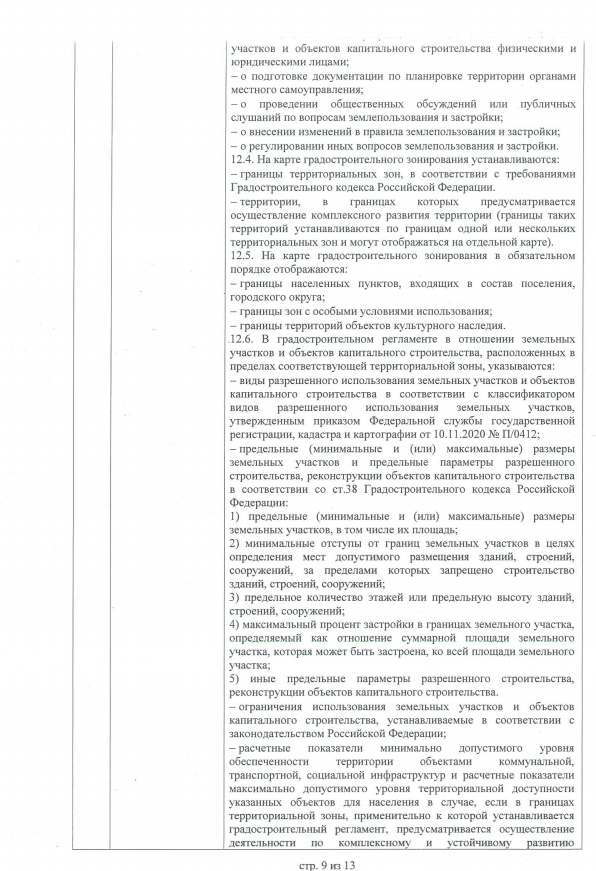 участков и объектов капитального строительства физическими и
юридическими лицами;
– о подготовке документации по планировке территории органами
местного самоуправления;
– о проведении общественных обсуждений или публичных
слушаний по вопросам землепользования и застройки;
– о внесении изменений в правила землепользования и застройки;
– о регулировании иных вопросов землепользования и застройки.
12.4. На карте градостроительного зонирования устанавливаются:
– границы территориальных зон, в соответствии с требованиями
Градостроительного кодекса Российской Федерации.
– территории, в границах которых предусматривается
осуществление комплексного развития территории (границы таких
территорий устанавливаются по границам одной или нескольких
территориальных зон и могут отображаться на отдельной карте).
12.5. На карте градостроительного зонирования в обязательном
порядке отображаются:
– границы населенных пунктов, входящих в состав поселения,
городского округа;
– границы зон с особыми условиями использования;
– границы территорий объектов культурного наследия.
12.6. В градостроительном регламенте в отношении земельных
участков и объектов капитального строительства, расположенных в
пределах соответствующей территориальной зоны, указываются:
– виды разрешенного использования земельных участков и объектов
капитального строительства в соответствии с классификатором
видов разрешенного использования земельных участков,
утвержденным приказом Федеральной службы государственной
регистрации, кадастра и картографии от 10.11.2020 № П/0412;
– предельные (минимальные и (или) максимальные) размеры
земельных участков и предельные параметры разрешенного
строительства, реконструкции объектов капитального строительства
в соответствии со ст.38 Градостроительного кодекса Российской
Федерации:
1) предельные (минимальные и (или) максимальные) размеры
земельных участков, в том числе их площадь;
2) минимальные отступы от границ земельных участков в целях
определения мест допустимого размещения зданий, строений,
сооружений, за пределами которых запрещено строительство
зданий, строений, сооружений;
3) предельное количество этажей или предельную высоту зданий,
строений, сооружений;
4) максимальный процент застройки в границах земельного участка,
определяемый как отношение суммарной площади земельного
участка, которая может быть застроена, ко всей площади земельного
участка;
5) иные предельные параметры разрешенного строительства,
реконструкции объектов капитального строительства.
– ограничения использования земельных участков и объектов
капитального строительства, устанавливаемые в соответствии с
законодательством Российской Федерации;
– расчетные показатели минимально допустимого уровня
обеспеченности территории объектами коммунальной,
транспортной, социальной инфраструктур и расчетные показатели
максимально допустимого уровня территориальной доступности
указанных объектов для населения в случае, если в границах
территориальной зоны, применительно к которой устанавливается
градостроительный регламент, предусматривается осуществление
деятельности по комплексному и устойчивому развитию
стр. 9 из 13